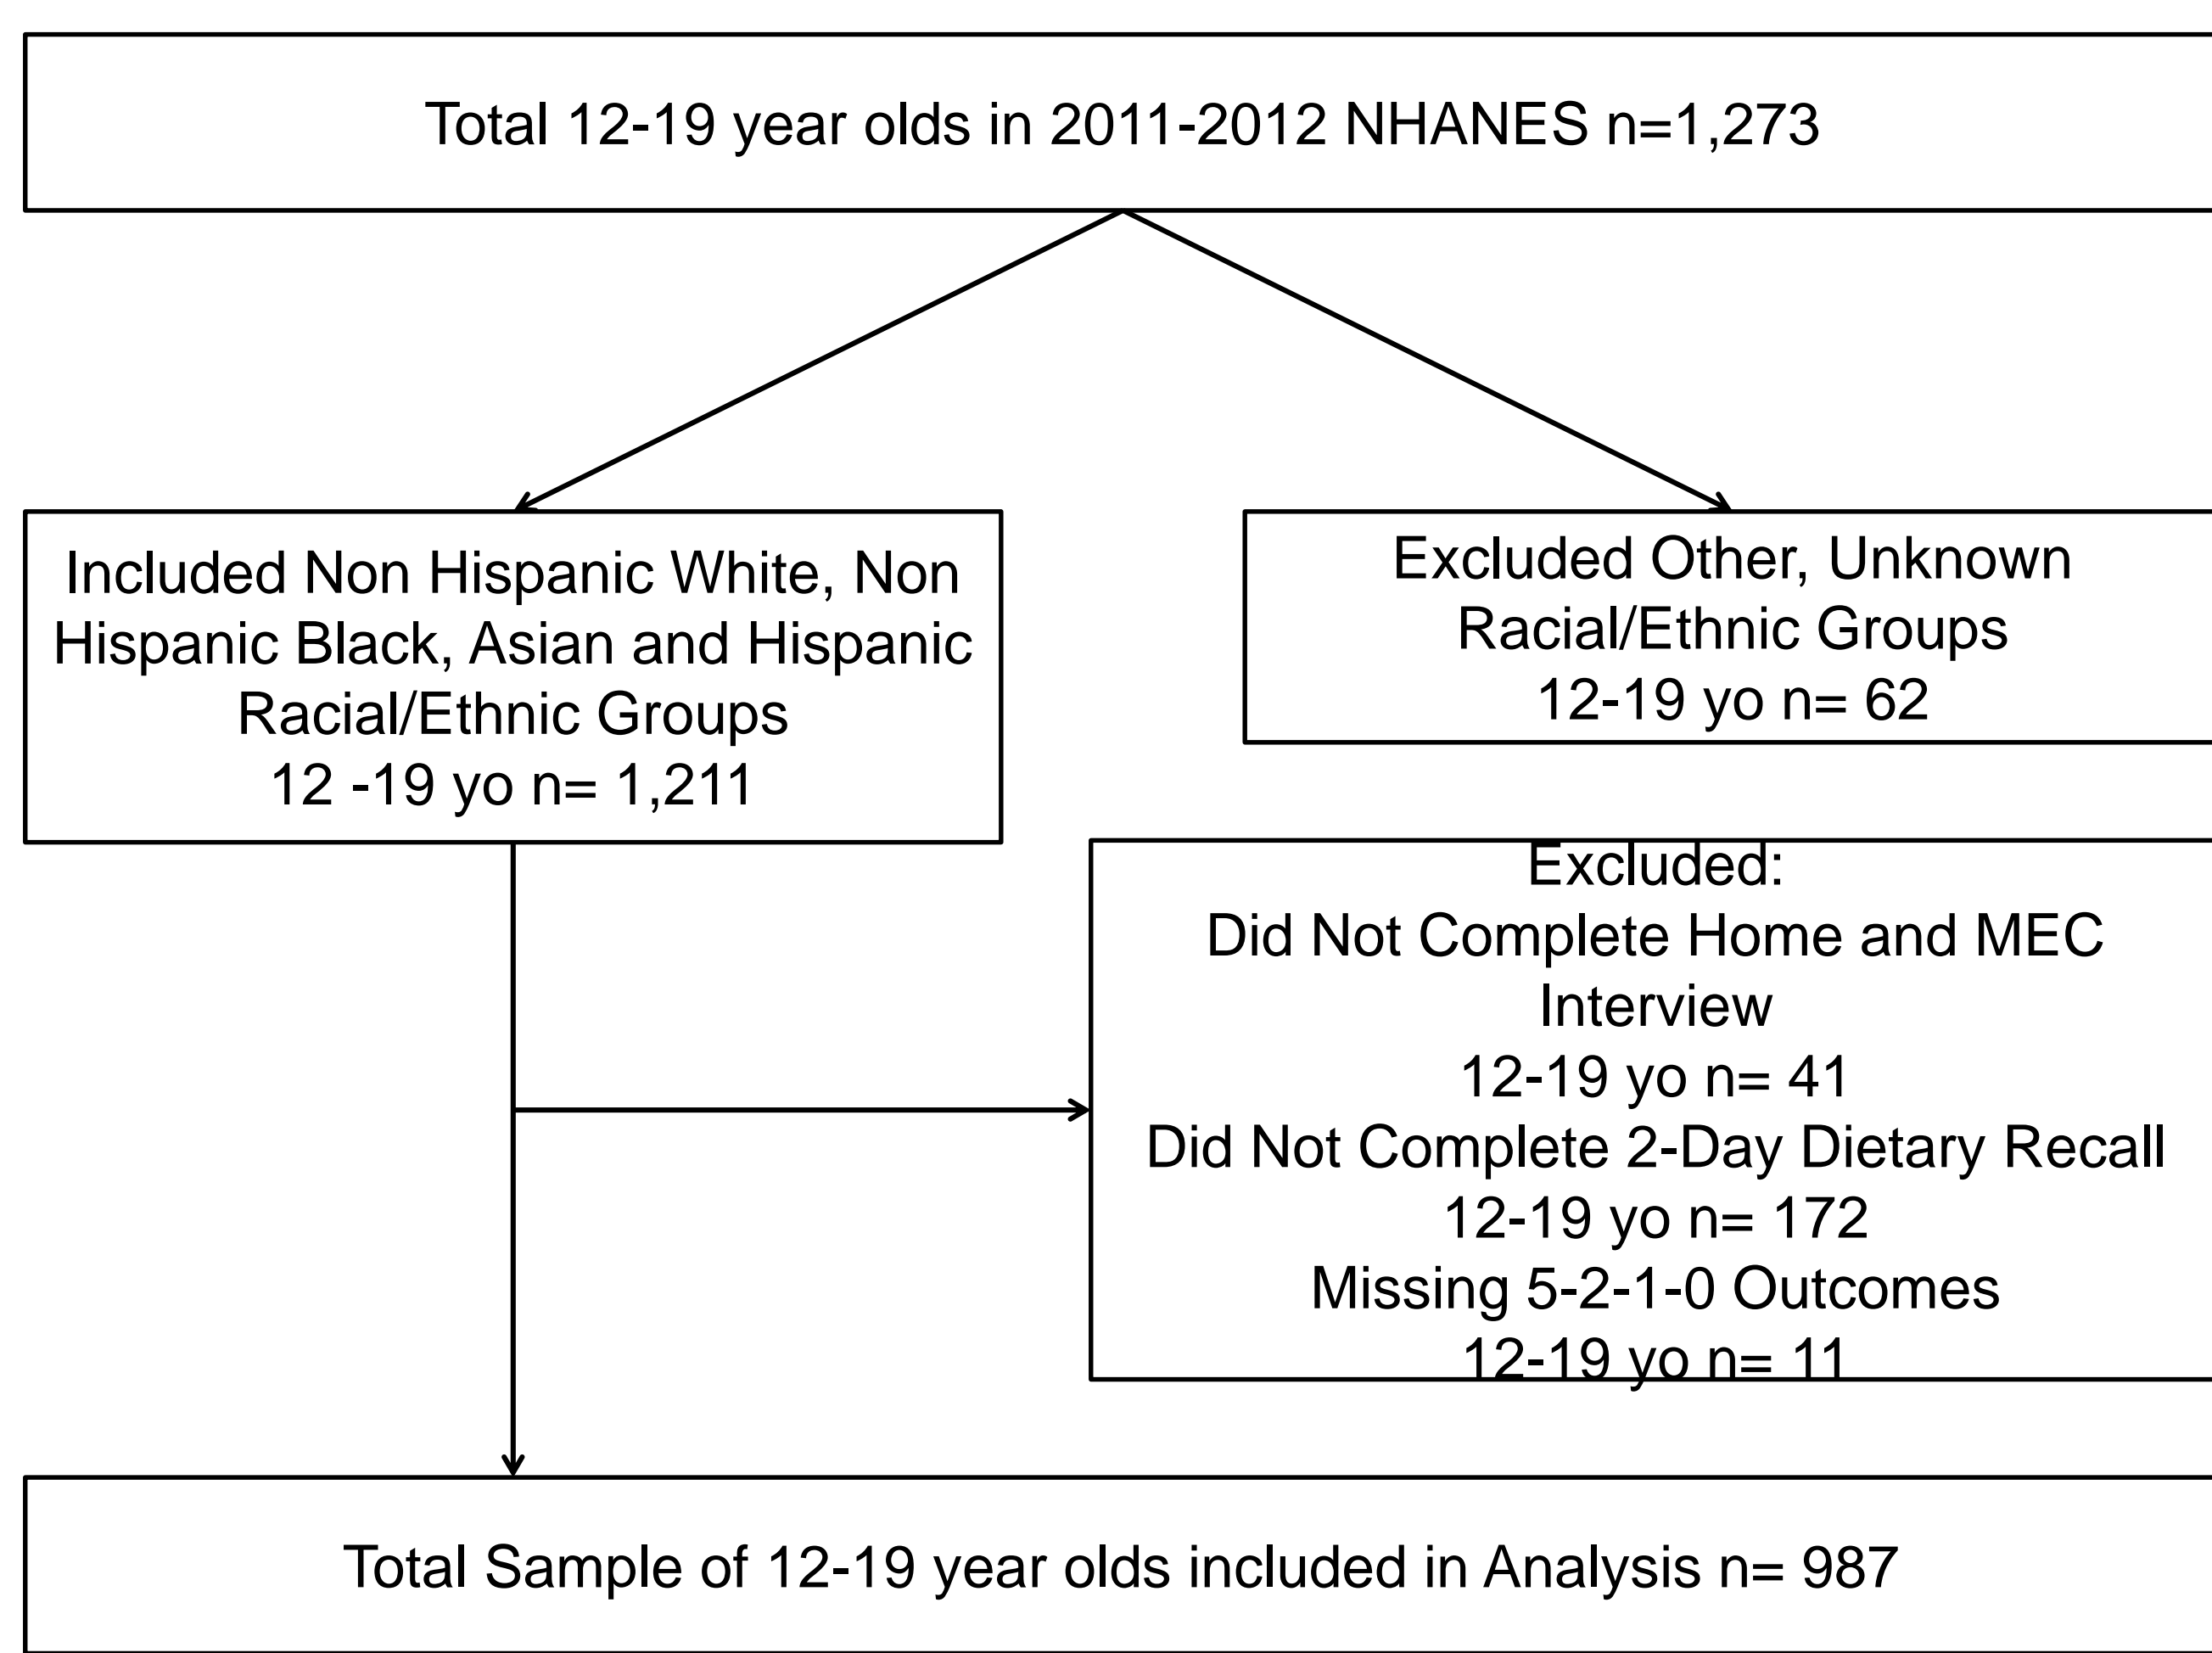 Total 12-19 year olds in 2011-2012 NHANES n=1,273
Included Non Hispanic White, Non
Hispanic Black, Asian and Hispanic
Racial/Ethnic Groups
12 -19 yo n= 1,211
Excluded Other, Unknown
Racial/Ethnic Groups
12-19 yo n= 62
Excluded:
Did Not Complete Home and MEC
Interview
12-19 yo n= 41
Did Not Complete 2-Day Dietary Recall
12-19 yo n= 172
Missing 5-2-1-0 Outcomes
12-19 yo n= 11
Total Sample of 12-19 year olds included in Analysis n= 987